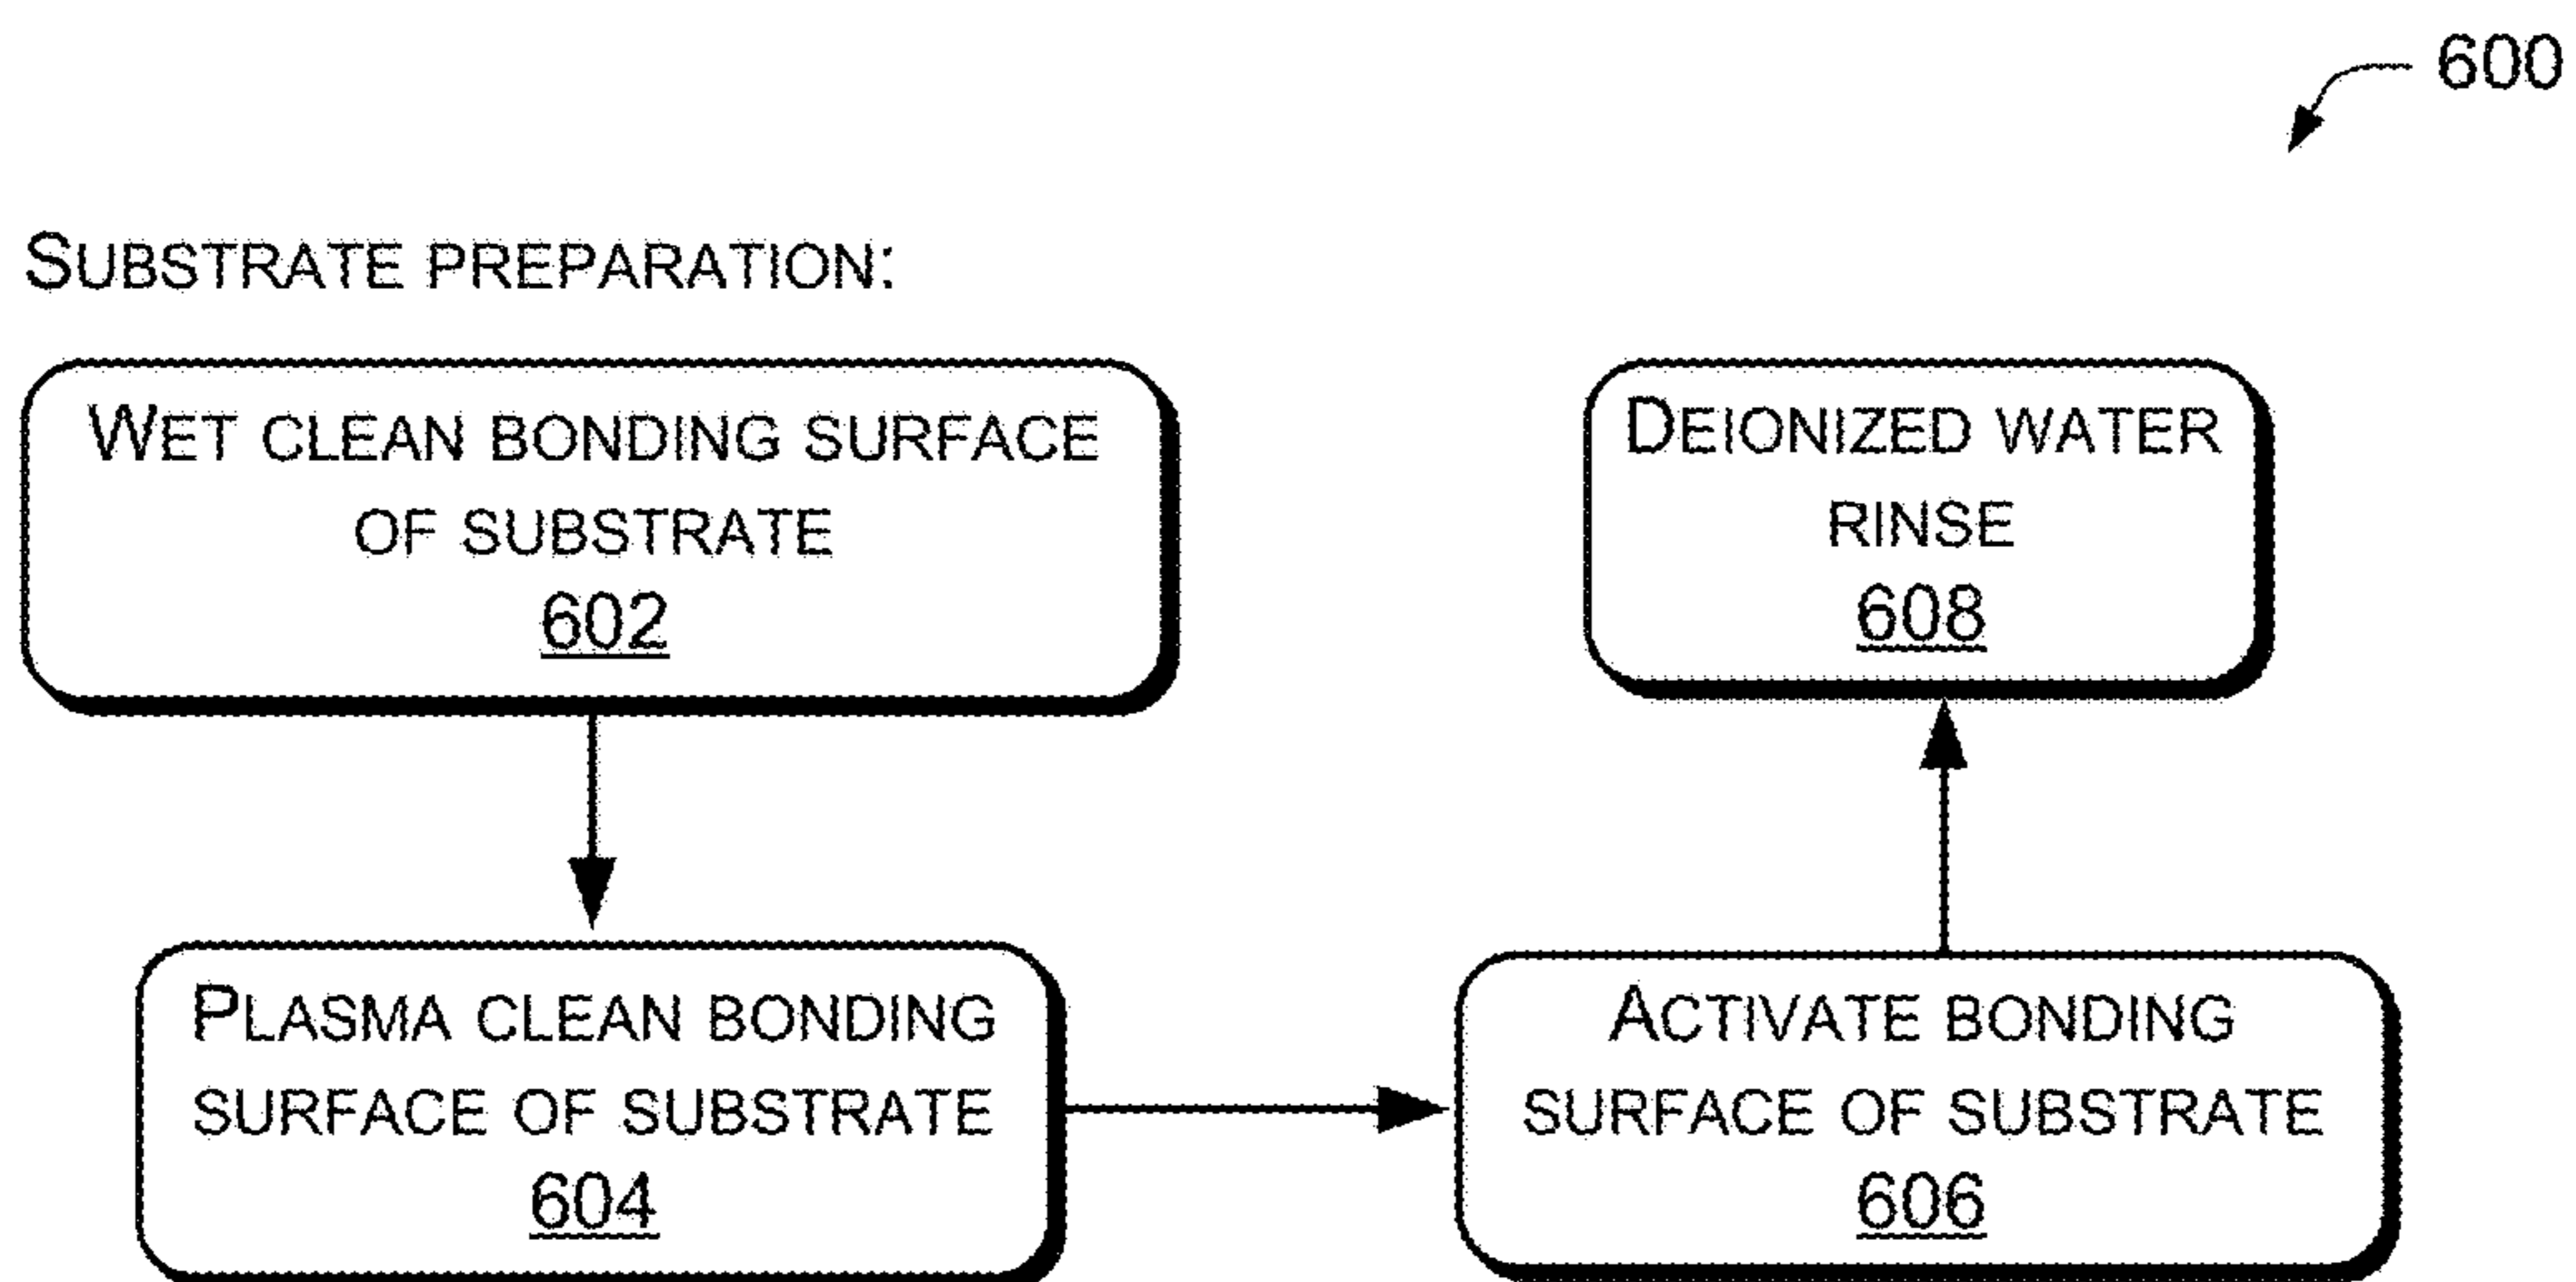 600
SUBSTRATE PREPARATION:
WET CLEAN BONDING SURFACE
OF SUBSTRATE
602
PLASMA CLEAN BONDING
SURFACE OF SUBSTRATE
604
ACTIVATE BONDING
SURFACE OF SUBSTRATE
606
DEIONIZED WATER
RINSE
608